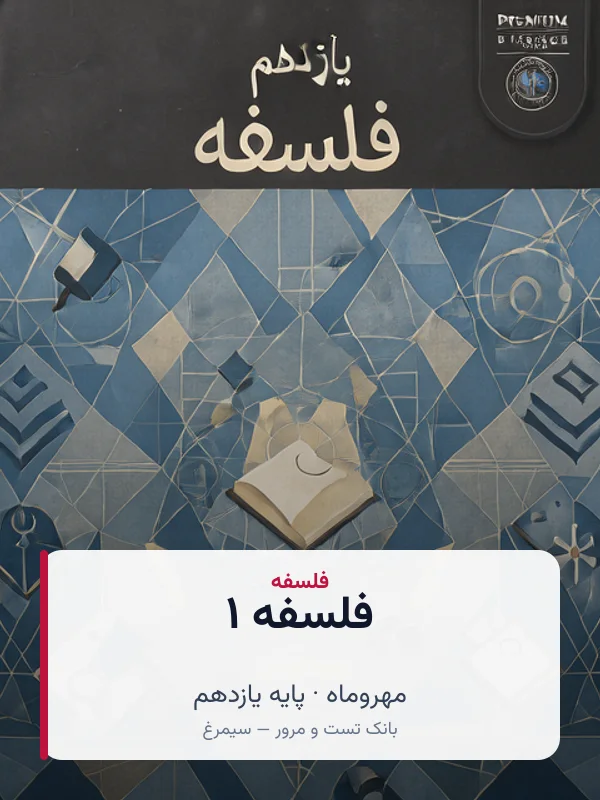 یازدهم
فلسفه
فلسفه
فلسفه ۱
مهروماه · پایه یازدهم
بانک تست و مرور – سیمرغ